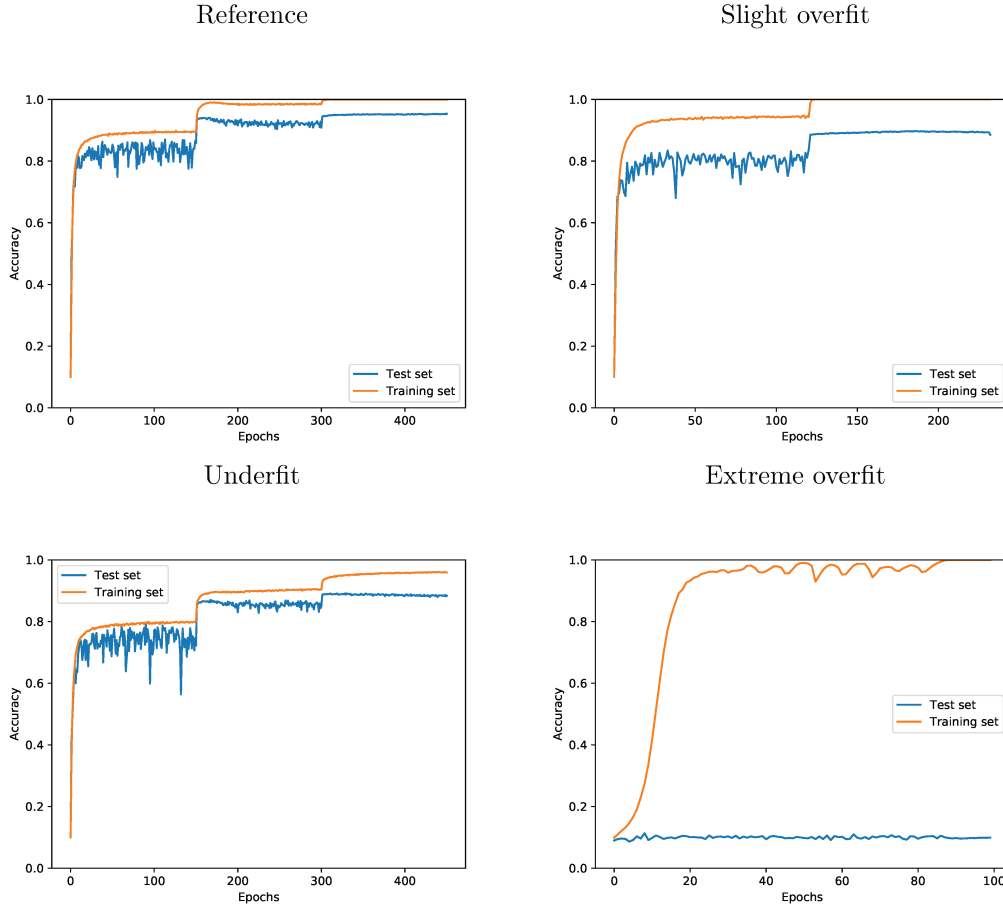 Reference
1.0
0.8
0.6
0.4
0.2
0.0
Accuracy
0 100 200 300 400
Epochs
Test set
Training set
Slight overfit
1.0
0.8
0.6
0.4
0.2
0.0
Accuracy
0 50 100 150 200
Epochs
Test set
Training set
Underfit
1.0
0.8
0.6
0.4
0.2
0.0
Accuracy
0 100 200 300 400
Epochs
Test set
Training set
Extreme overfit
1.0
0.8
0.6
0.4
0.2
0.0
Accuracy
0 20 40 60 80 100
Epochs
Test set
Training set